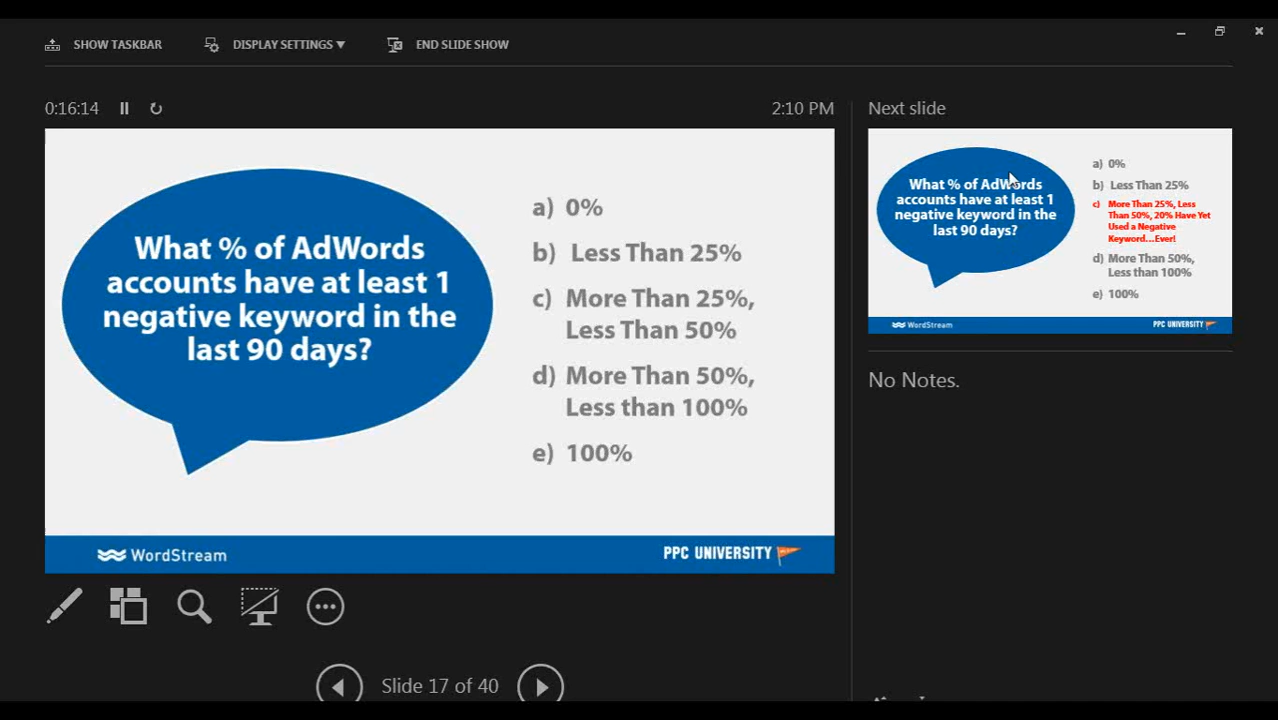 SHOW TASKBAR DISPLAY SETTINGS ▼ END SLIDE SHOW
0:16:14
2:10 PM
What % of AdWords
accounts have at least 1
negative keyword in the
last 90 days?
a) 0%
b) Less Than 25%
c) More Than 25%,
Less Than 50%
d) More Than 50%,
Less than 100%
e) 100%
WordStream
PPC UNIVERSITY
Slide 17 of 40
Next slide
What % of AdWords
accounts have at least 1
negative keyword in the
last 90 days?
a) 0%
b) Less Than 25%
c) More Than 25%, Less
Than 50%, 20% Have Yet
Used a Negative
Keyword...Ever!
d) More Than 50%,
Less than 100%
e) 100%
WordStream
PPC UNIVERSITY
No Notes.